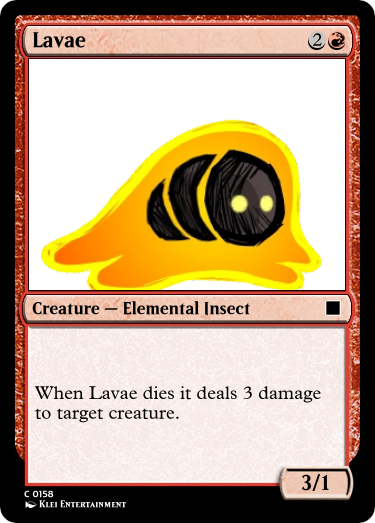 Lavae 2
Creature — Elemental Insect
When Lavae dies it deals 3 damage
to target creature.
3/1
C 0158
Klei Entertainment